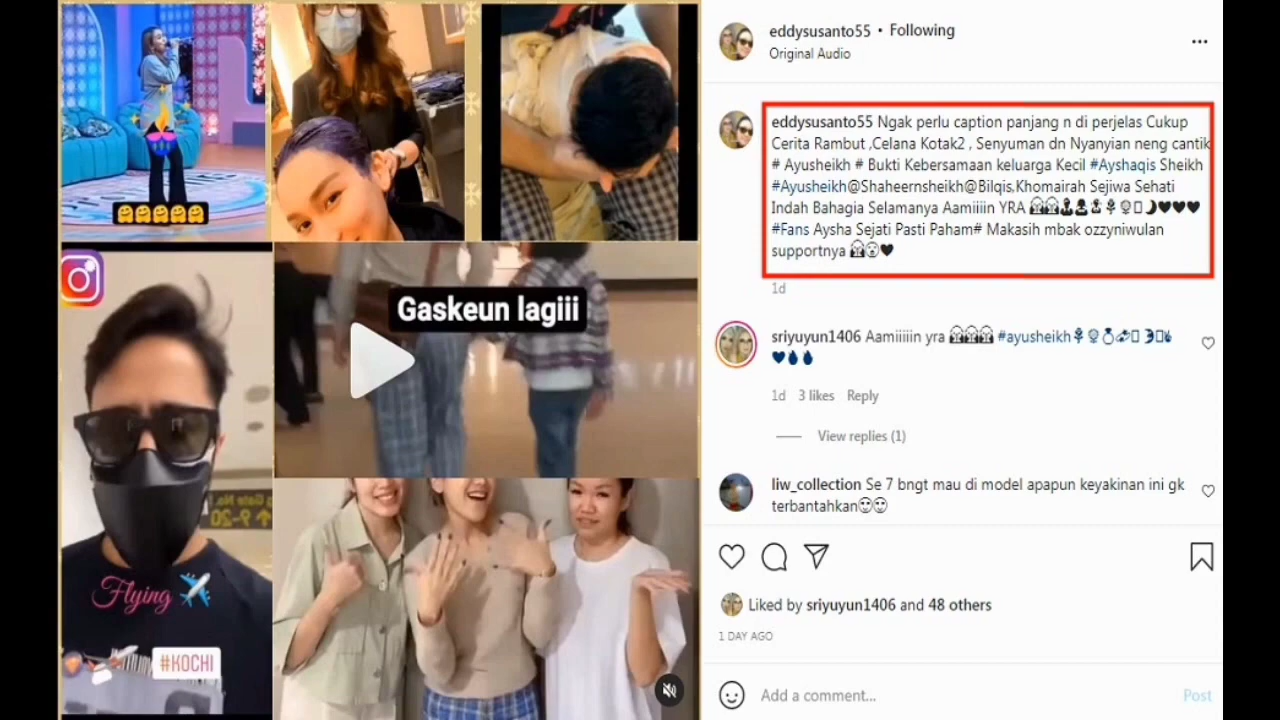 eddysusanto55 • Following
Original Audio
eddysusanto55 Ngak perlu caption panjang n di perjelas Cukup
Cerita Rambut ,Celana Kotak2 , Senyuman dn Nyanyian neng cantik
# Ayusheikh # Bukti Kebersamaan keluarga Kecil #Ayshaqis Sheikh
#Ayusheikh@Shaheernsheikh@Bilqis.Khomairah Sejiwa Sehati
Indah Bahagia Selamanya Aamiiiin YRA
#Fans Aysha Sejati Pasti Paham# Makasih mbak ozzyniwulan
supportnya
1d
sriyuyun1406 Aamiiiiin yra #ayusheikh
1d 3 likes Reply
View replies (1)
liw_collection Se 7 bngt mau di model apapun keyakinan ini gk
terbantahkan
Liked by sriyuyun1406 and 48 others
1 DAY AGO
Add a comment... Post
Gaskeun lagiii
9-20
Flying
#KOCHI